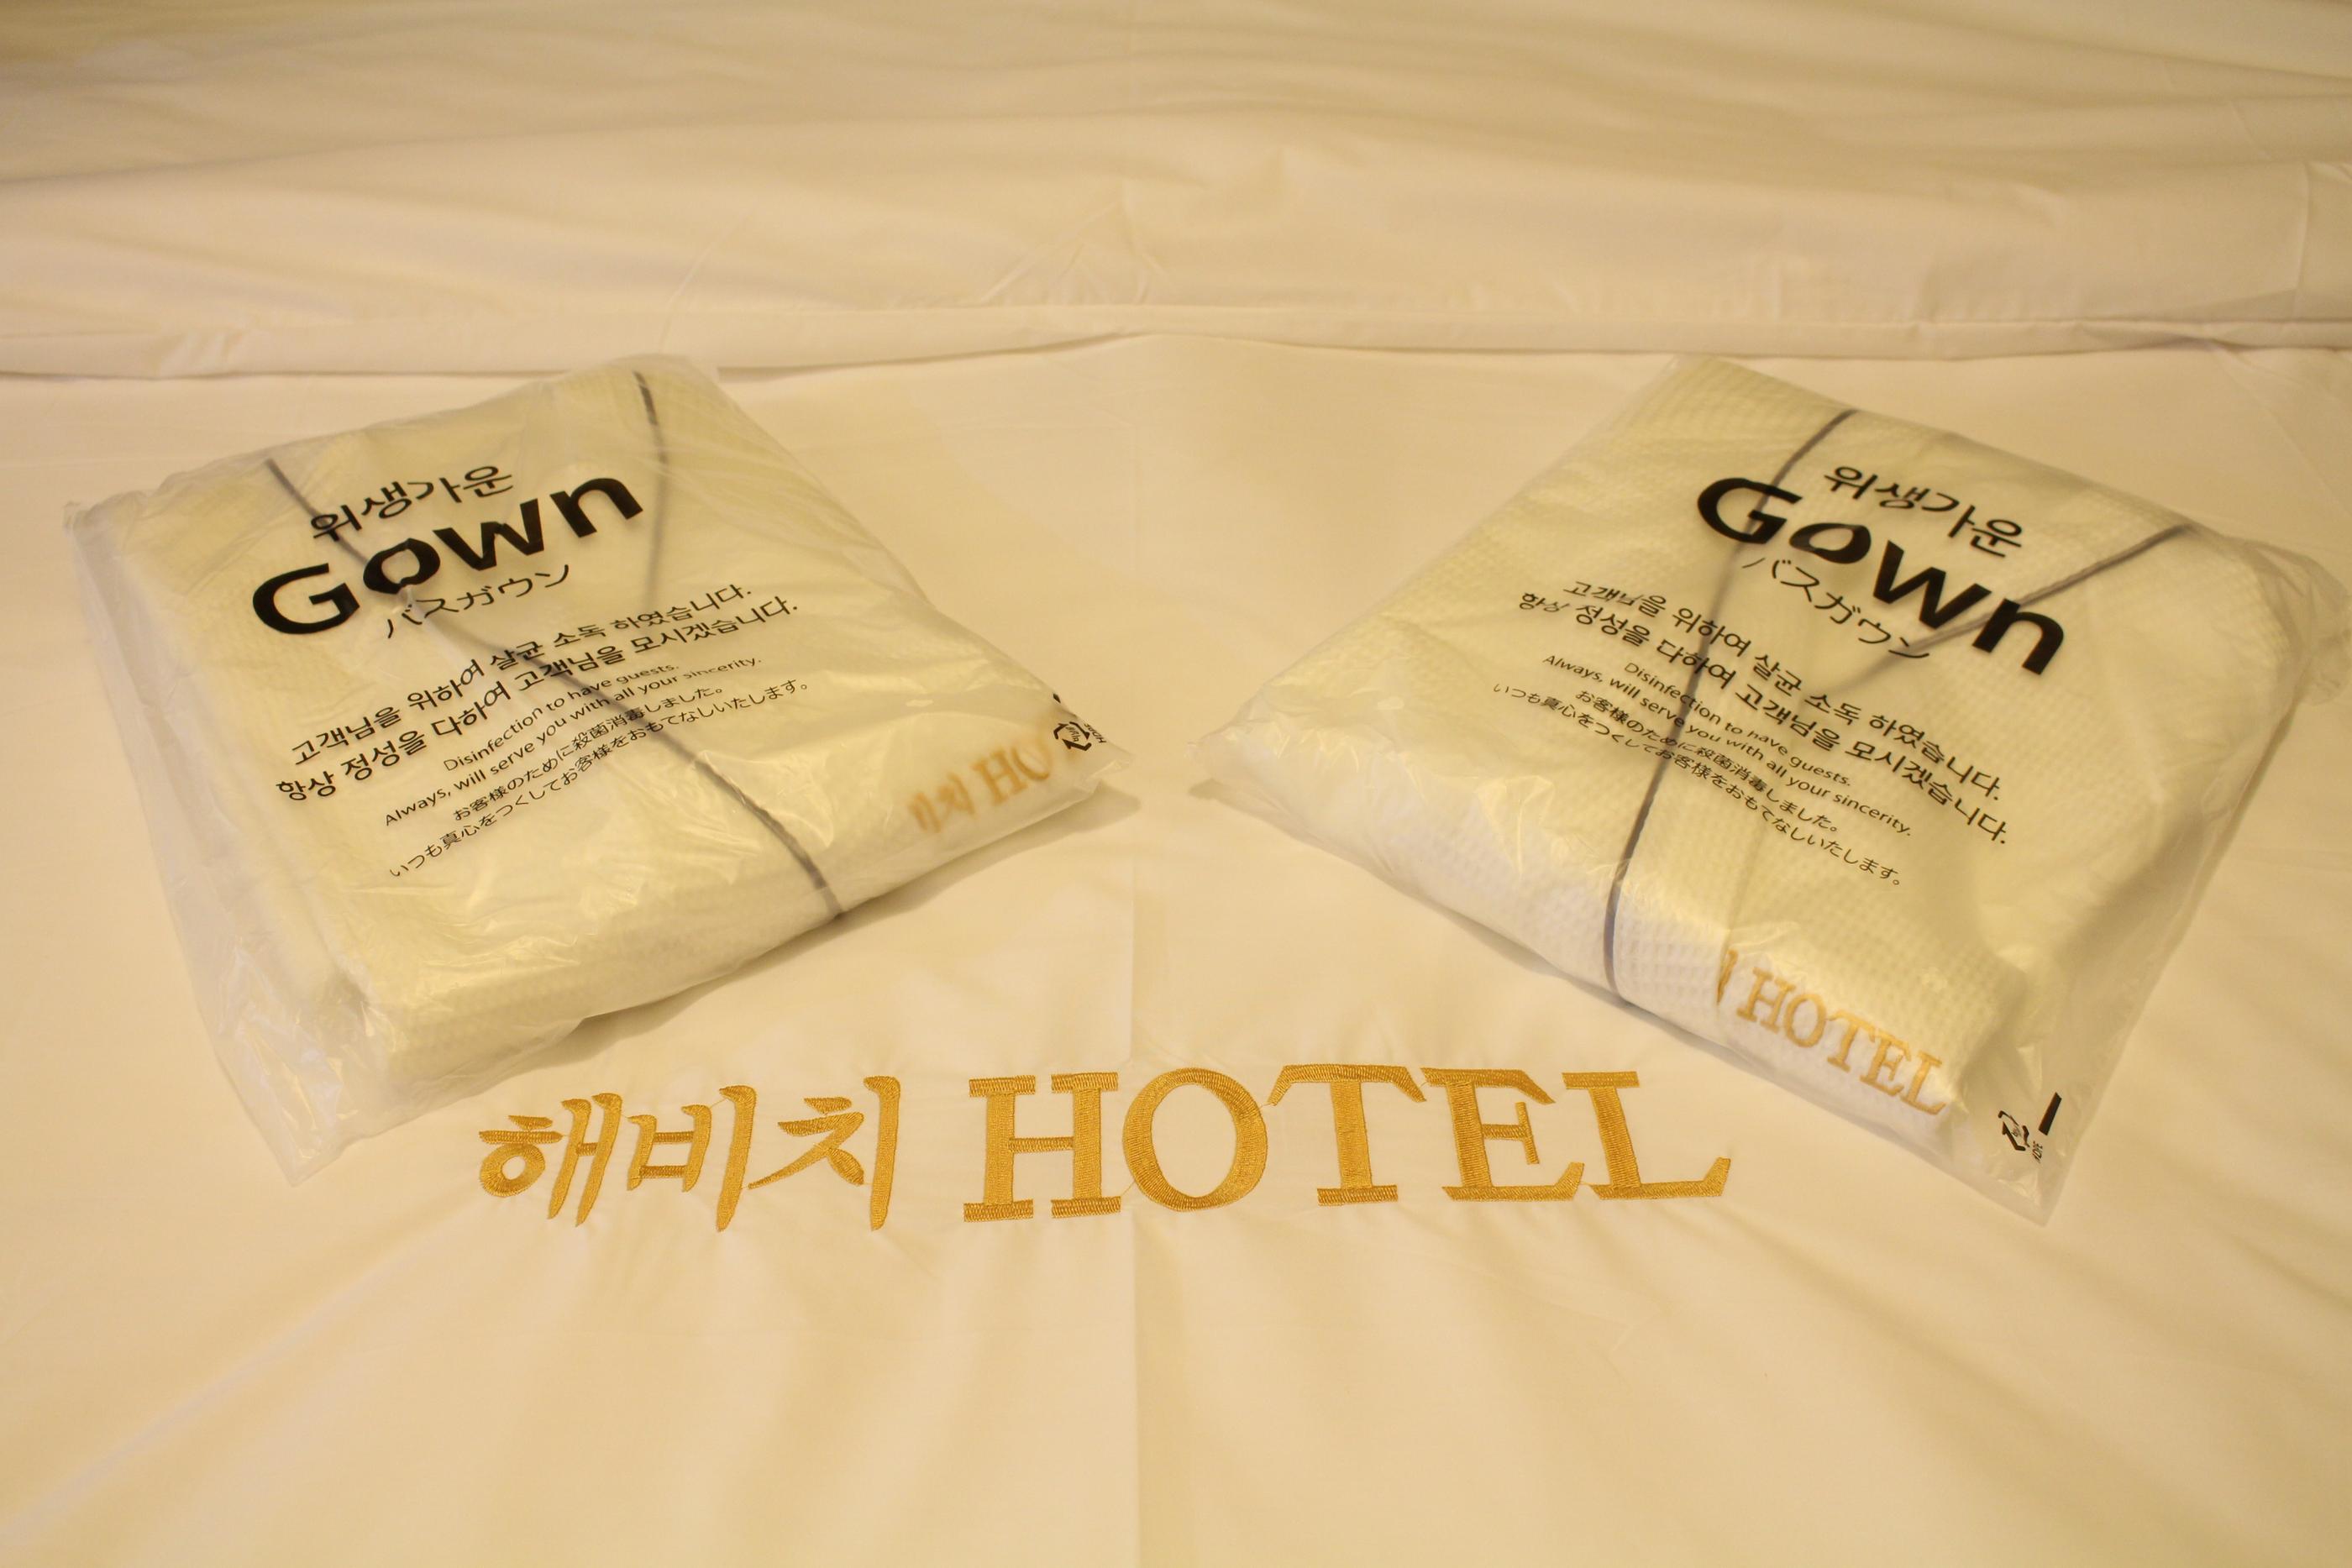 위생가운
Gown
バスガウン
고객님을 위하여 살균 소독 하였습니다.
항상 정성을 다하여 고객님을 모시겠습니다.
Disinfection to have guests.
Always, will serve you with all your sincerity.
お客様のために殺菌消毒しました。
いつも真心をつくしてお客様をおもてなしいたします。
위생가운
Gown
バスガウン
고객님을 위하여 살균 소독 하였습니다.
항상 정성을 다하여 고객님을 모시겠습니다.
Disinfection to have guests.
Always, will serve you with all your sincerity.
お客様のために殺菌消毒しました。
いつも真心をつくしてお客様をおもてなしいたします。
HOTEL
해비치 HOTEL